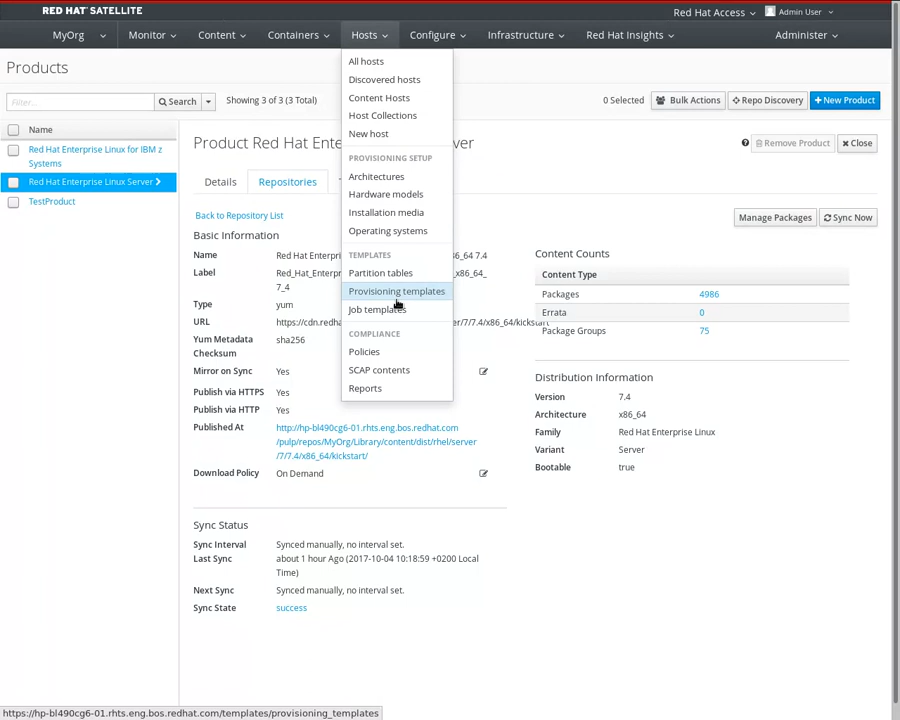 RED HAT SATELLITE
Red Hat Access
Admin User
MyOrg
Monitor
Content
Containers
Hosts
Configure
Infrastructure
Red Hat Insights
Administer
Products
Filter...
Search
Showing 3 of 3 (3 Total)
0 Selected
Bulk Actions
Repo Discovery
+New Product
Name
Red Hat Enterprise Linux for IBM z
Systems
Red Hat Enterprise Linux Server
TestProduct
All hosts
Discovered hosts
Content Hosts
Host Collections
New host
PROVISIONING SETUP
Architectures
Hardware models
Installation media
Operating systems
TEMPLATES
Partition tables
Provisioning templates
Job templates
COMPLIANCE
Policies
SCAP contents
Reports
Product Red Hat Ente
rver
Remove Product
Close
Details
Repositories
Back to Repository List
Manage Packages
Sync Now
Basic Information
Name
Red Hat Enterpri
86_64 7.4
Label
Red_Hat_Enterpr
_x86_64_
7_4
Type
yum
URL
https://cdn.redha
er/7/7.4/x86_64/kickstart
Yum Metadata
Checksum
sha256
Mirror on Sync
Yes
Publish via HTTPS
Yes
Publish via HTTP
Yes
Published At
http://hp-bl490cg6-01.rhts.eng.bos.redhat.com
/pulp/repos/MyOrg/Library/content/dist/rhel/server
/7/7.4/x86_64/kickstart/
Download Policy
On Demand
Sync Status
Sync Interval
Synced manually, no interval set.
Last Sync
about 1 hour Ago (2017-10-04 10:18:59 +0200 Local
Time)
Next Sync
Synced manually, no interval set.
Sync State
success
Content Counts
Content Type
Packages
4986
Errata
0
Package Groups
75
Distribution Information
Version
7.4
Architecture
x86_64
Family
Red Hat Enterprise Linux
Variant
Server
Bootable
true
https://hp-bl490cg6-01.rhts.eng.bos.redhat.com/templates/provisioning_templates